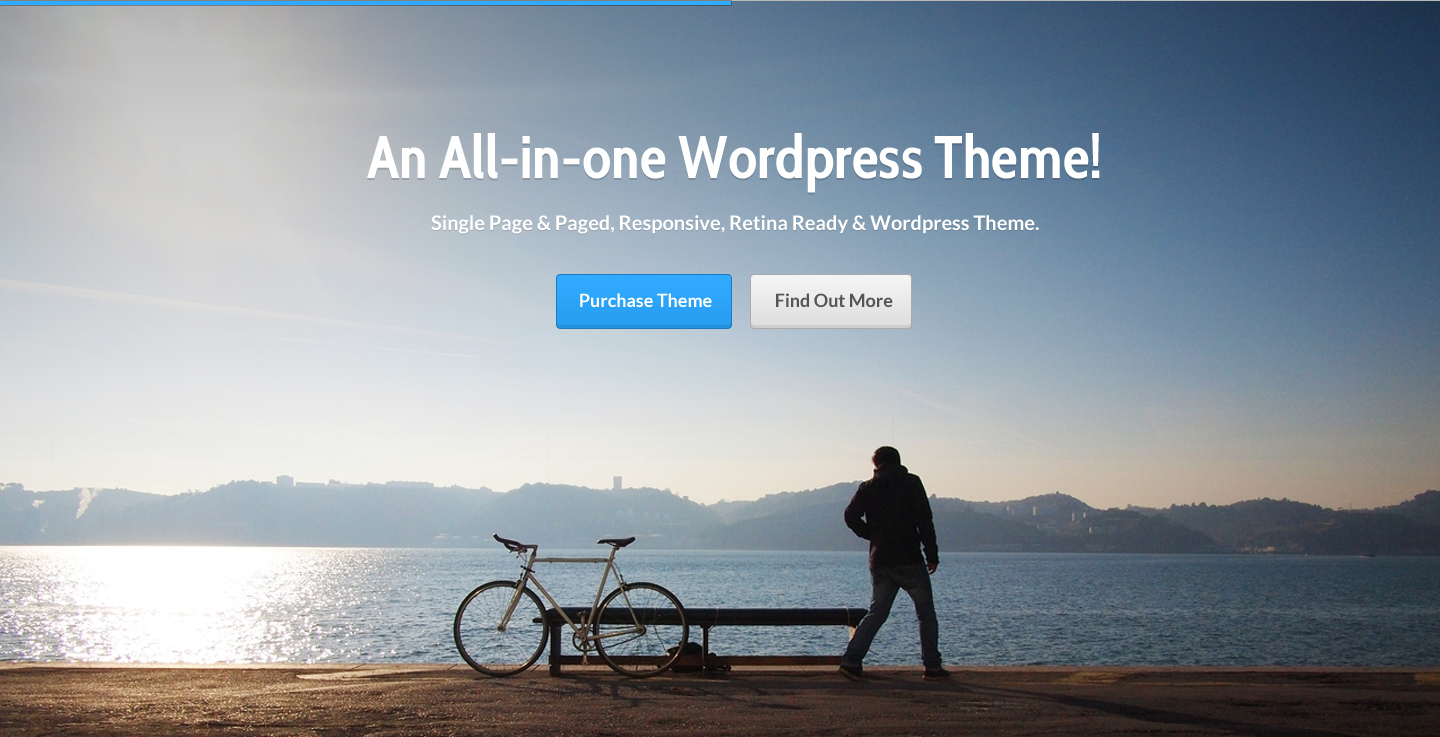 An All-in-one Wordpress Theme!
Single Page & Paged, Responsive, Retina Ready & Wordpress Theme.
Purchase Theme
Find Out More